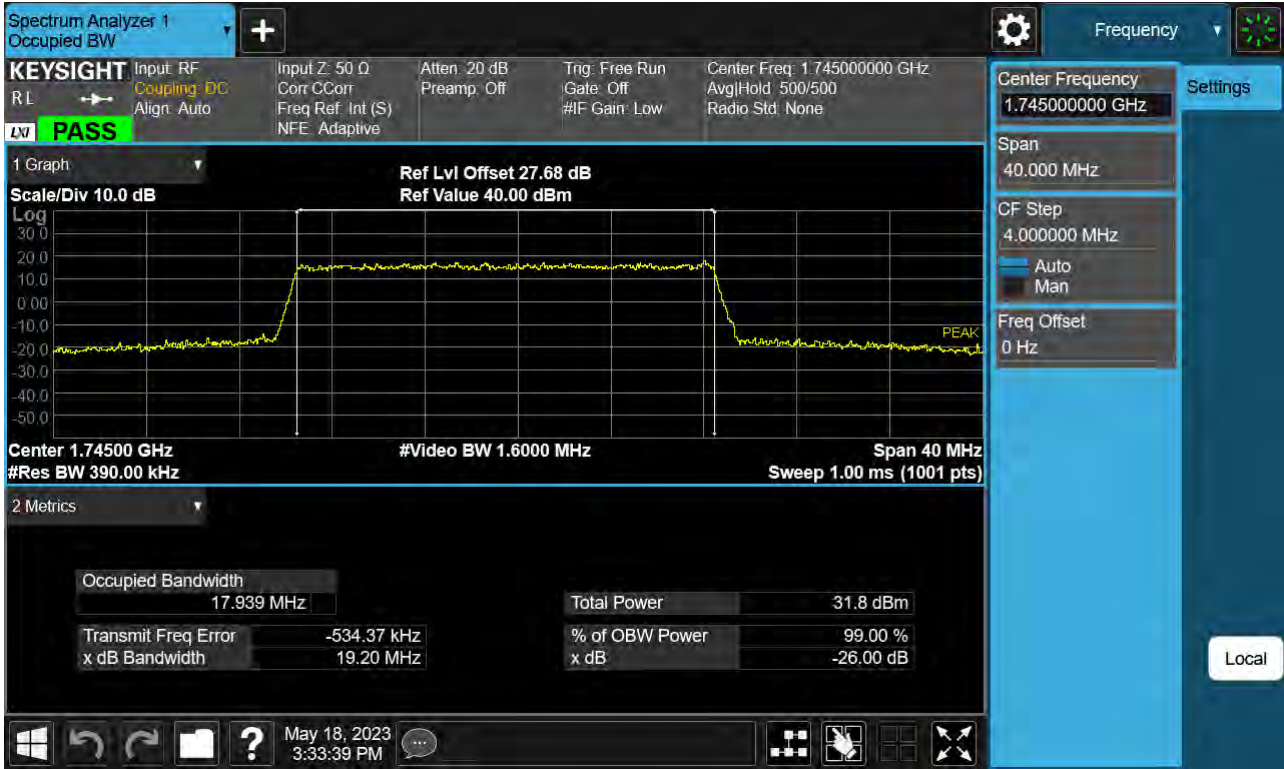 Spectrum Analyzer 1
Occupied BW
+
Frequency
KEYSIGHT
RL
LXI PASS
Input: RF
Coupling: DC
Align: Auto
Input Z: 50 Ω
Corr CCorr
Freq Ref: Int (S)
NFE: Adaptive
Atten: 20 dB
Preamp: Off
Trig: Free Run
Gate: Off
#IF Gain: Low
Center Freq: 1.745000000 GHz
Avg|Hold: 500/500
Radio Std: None
1 Graph
Scale/Div 10.0 dB
Ref Lvl Offset 27.68 dB
Ref Value 40.00 dBm
Log
30.0
20.0
10.0
0.00
-10.0
-20.0
-30.0
-40.0
-50.0
PEAK
Center 1.74500 GHz
#Video BW 1.6000 MHz
Span 40 MHz
#Res BW 390.00 kHz
Sweep 1.00 ms (1001 pts)
2 Metrics
Occupied Bandwidth
17.939 MHz
Total Power 31.8 dBm
Transmit Freq Error -534.37 kHz
% of OBW Power 99.00 %
x dB Bandwidth 19.20 MHz
x dB -26.00 dB
Center Frequency
1.745000000 GHz
Settings
Span
40.000 MHz
CF Step
4.000000 MHz
Auto
Man
Freq Offset
0 Hz
Local
?
May 18, 2023
3:33:39 PM